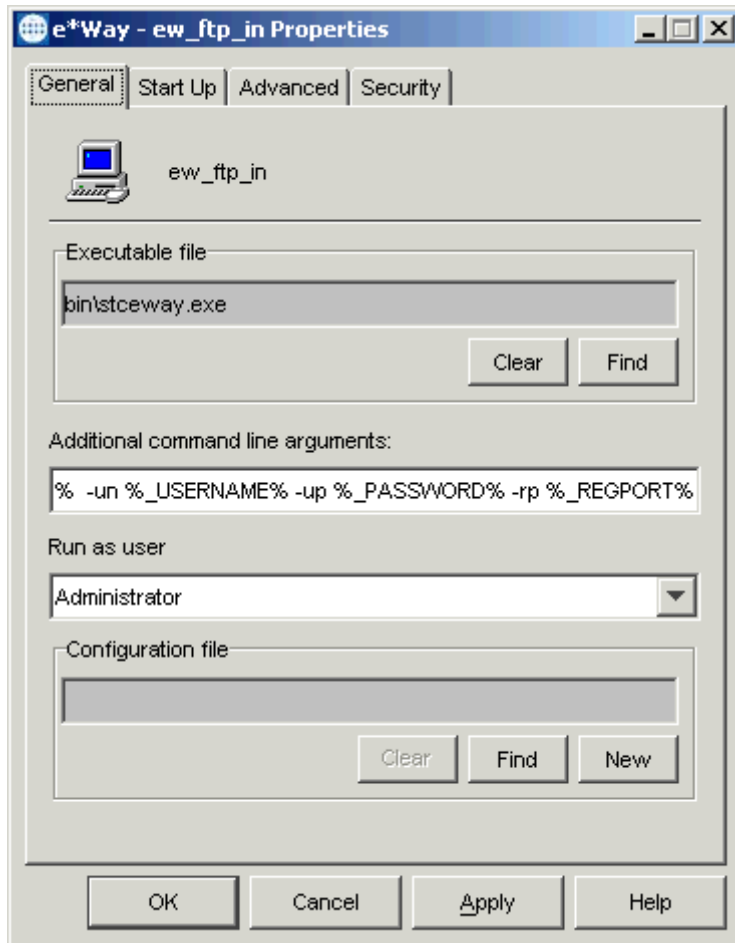 e*Way - ew_ftp_in Properties
General Start Up Advanced Security
ew_ftp_in
Executable file
bin\stceway.exe
Clear Find
Additional command line arguments:
% -un %_USERNAME% -up %_PASSWORD% -rp %_REGPORT%
Run as user
Administrator
Configuration file
Clear Find New
OK Cancel Apply Help